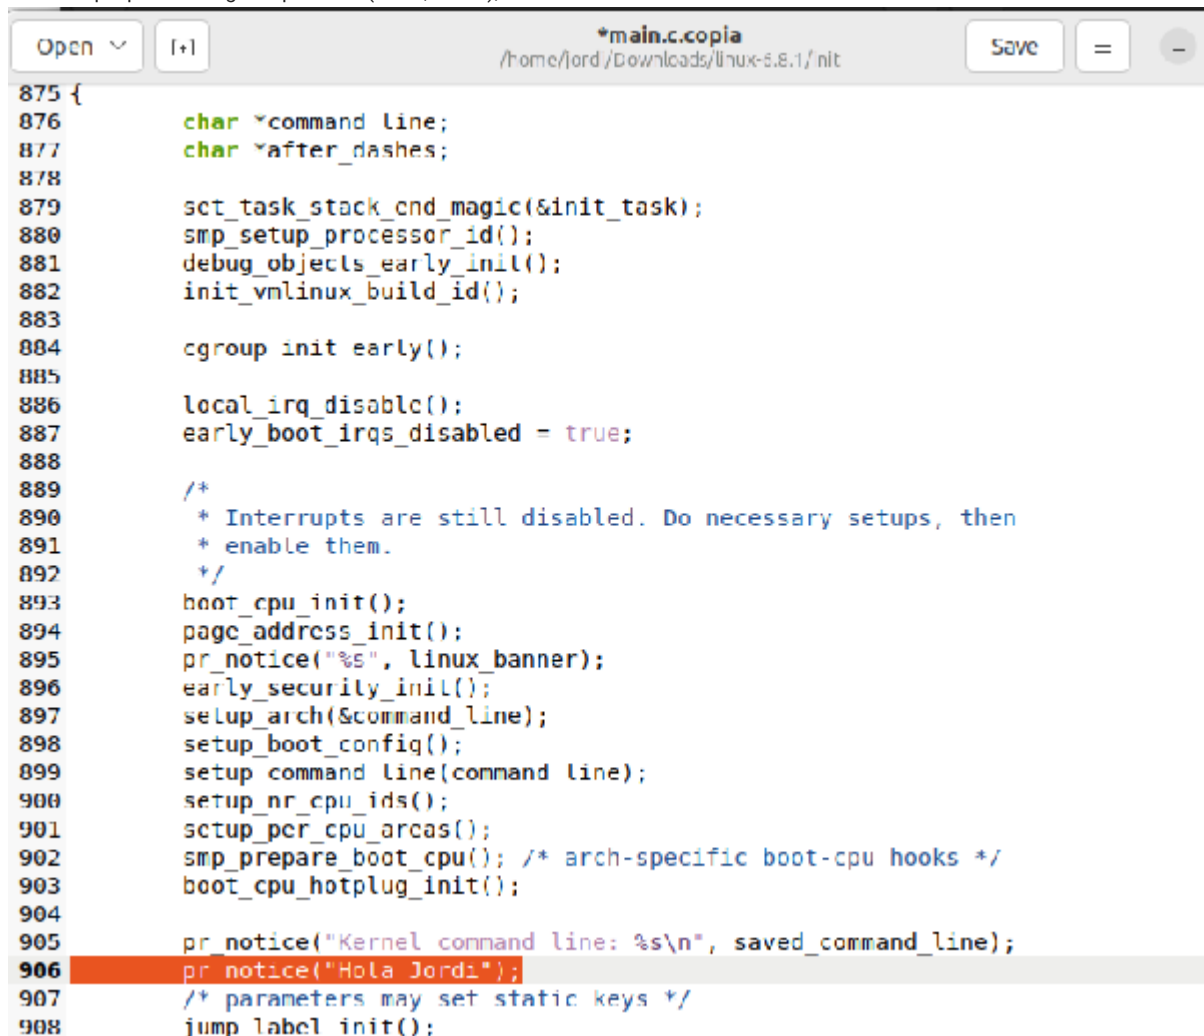 Open
[+]
*main.c.copia
/home/jordi/Downloads/linux-6.8.1/init
Save
875 {
876 char *command_line;
877 char *after_dashes;
878
879 set_task_stack_end_magic(&init_task);
880 smp_setup_processor_id();
881 debug_objects_early_init();
882 init_vmlinux_build_id();
883
884 cgroup_init_early();
885
886 local_irq_disable();
887 early_boot_irqs_disabled = true;
888
889 /*
890 * Interrupts are still disabled. Do necessary setups, then
891 * enable them.
892 */
893 boot_cpu_init();
894 page_address_init();
895 pr_notice("%s", linux_banner);
896 early_security_init();
897 setup_arch(&command_line);
898 setup_boot_config();
899 setup_command_line(command_line);
900 setup_nr_cpu_ids();
901 setup_per_cpu_areas();
902 smp_prepare_boot_cpu(); /* arch-specific boot-cpu hooks */
903 boot_cpu_hotplug_init();
904
905 pr_notice("Kernel command line: %s\n", saved_command_line);
906 pr_notice("Hola Jordi");
907 /* parameters may set static keys */
908 jump_label_init();